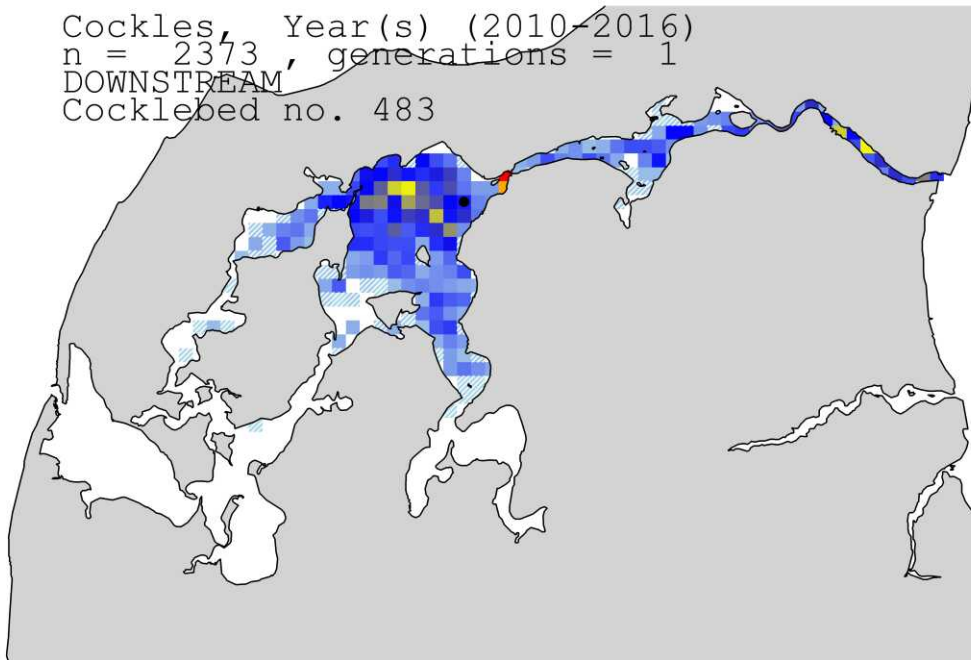 Cockles, Year(s) (2010-2016)
n = 2373 , generations = 1
DOWNSTREAM
Cocklebed no. 483